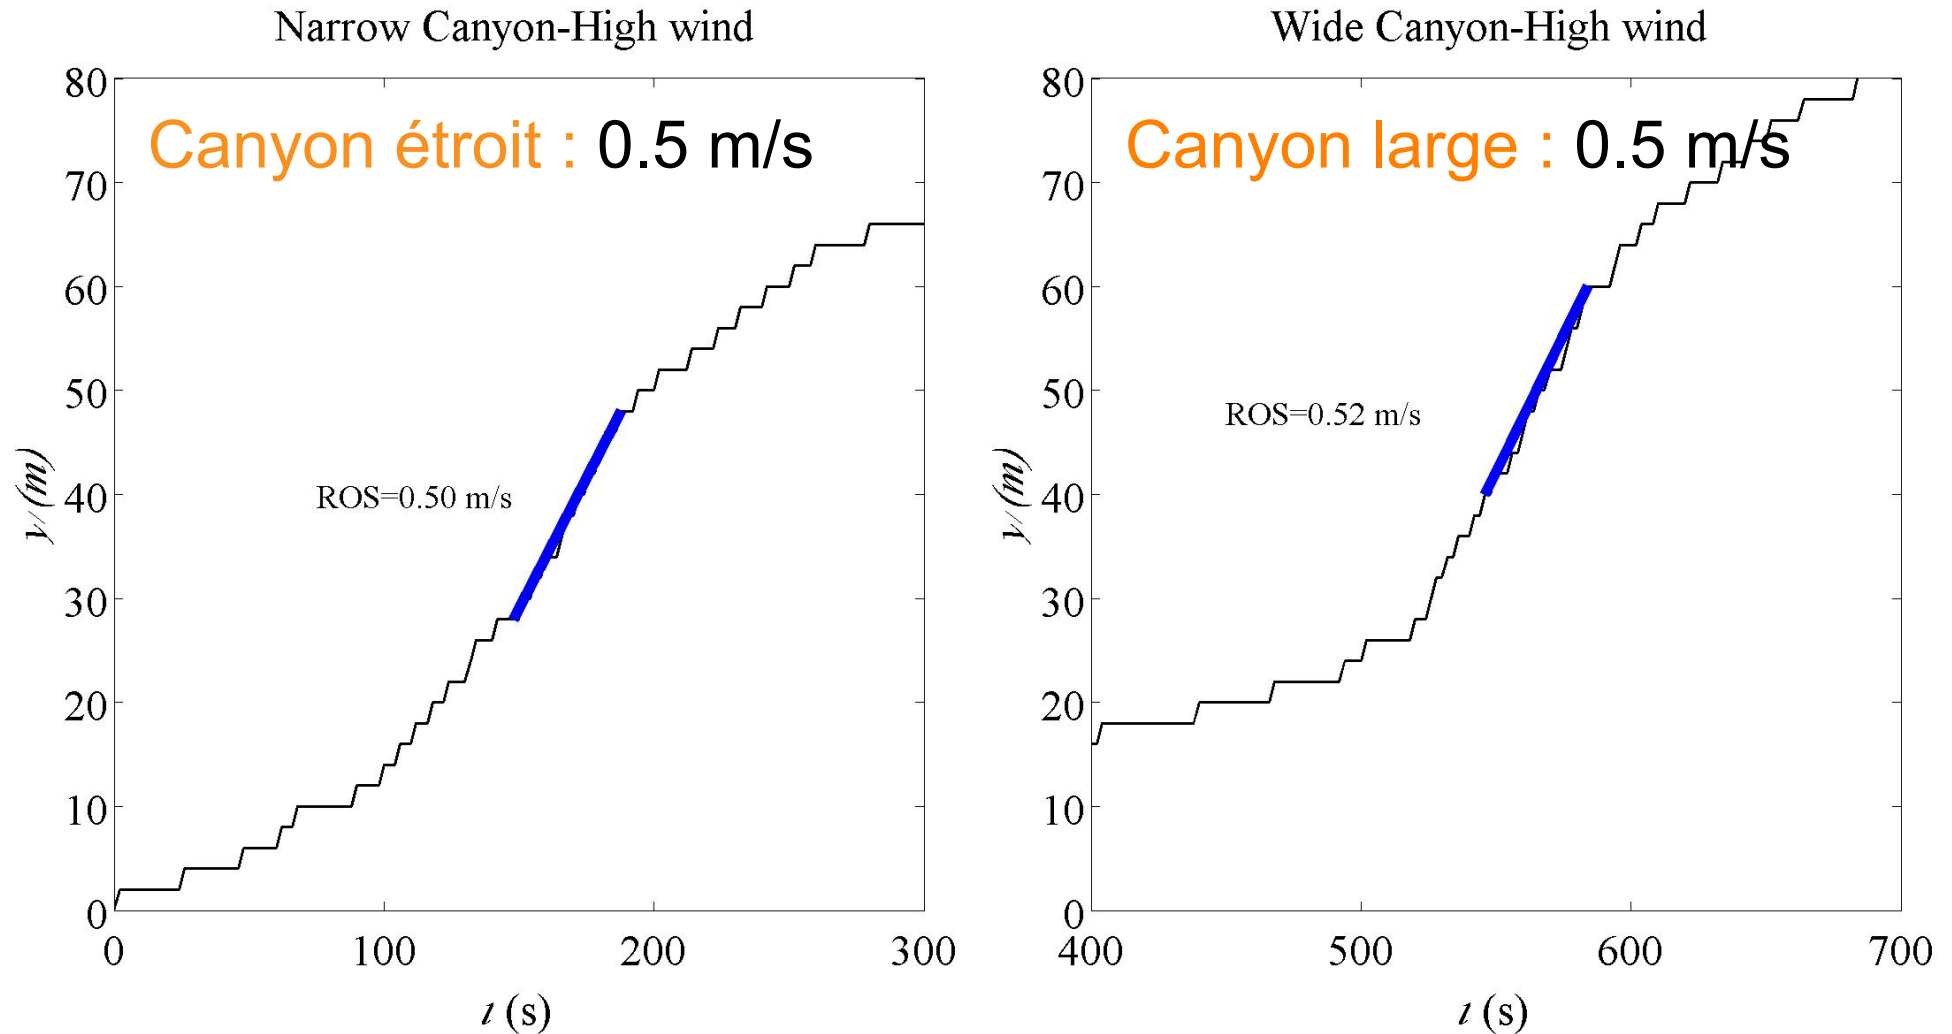 Narrow Canyon-High wind
80
70
60
50
40
30
20
10
0
Canyon étroit : 0.5 m/s
ROS=0.50 m/s
y/(m)
0 100 200 300
t (s)
Wide Canyon-High wind
80
70
60
50
40
30
20
10
0
Canyon large : 0.5 m/s
ROS=0.52 m/s
y/(m)
400 500 600 700
t (s)